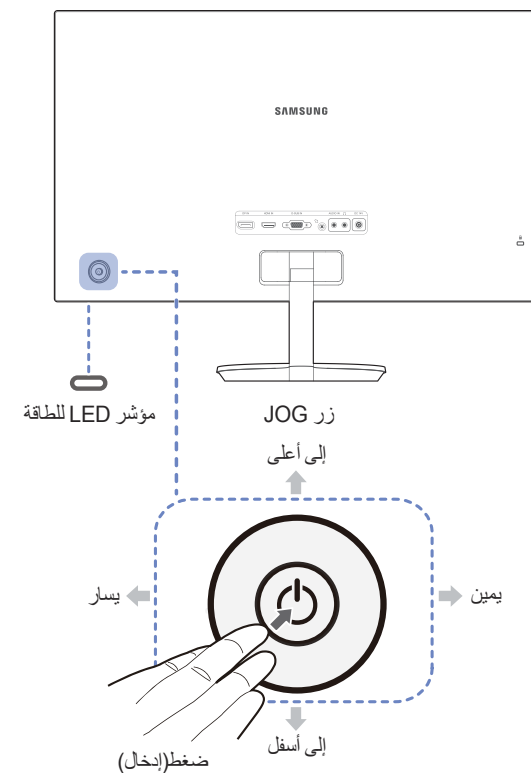 SAMSUNG
مؤشر LED للطاقة
زر JOG
إلى أعلى
يسار
يمين
إلى أسفل
ضغط(إدخال)